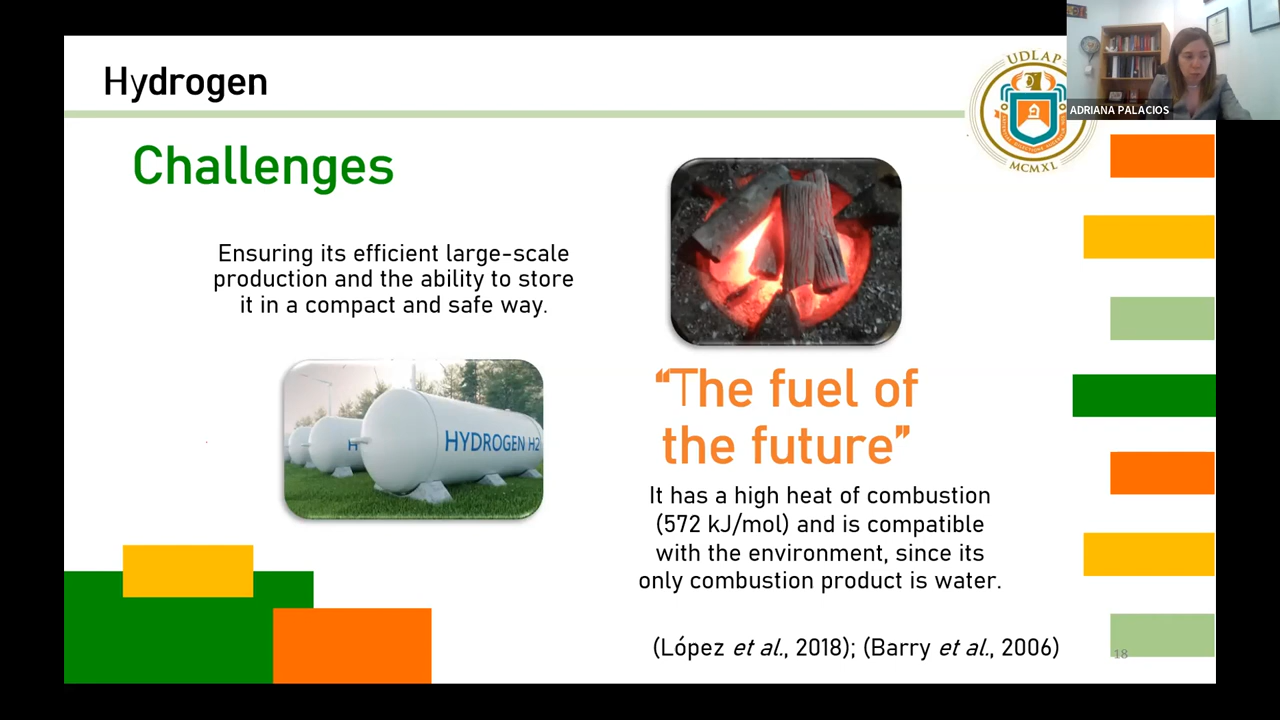 Hydrogen
UDLAP
MCMXL
ADRIANA PALACIOS
Challenges
Ensuring its efficient large-scale
production and the ability to store
it in a compact and safe way.
H
HYDROGEN H2
“The fuel of
the future”
It has a high heat of combustion
(572 kJ/mol) and is compatible
with the environment, since its
only combustion product is water.
(López et al., 2018); (Barry et al., 2006)
18